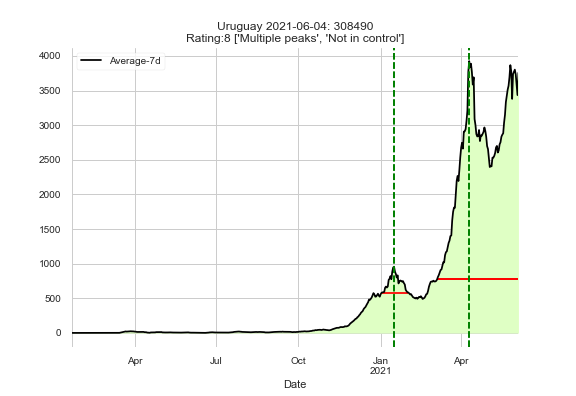 Uruguay 2021-06-04: 308490
Rating:8 ['Multiple peaks', 'Not in control']
Average-7d
4000
3500
3000
2500
2000
1500
1000
500
0
Apr
Jul
Oct
Jan
2021
Apr
Date